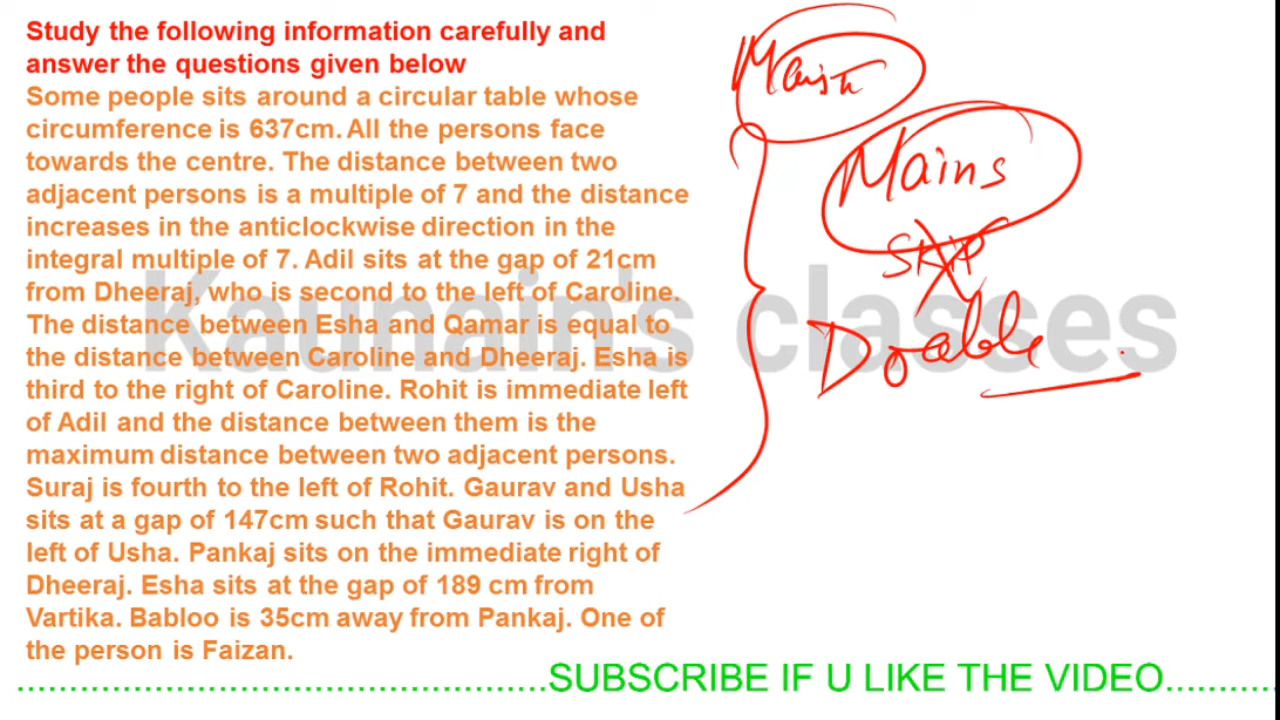 Study the following information carefully and
answer the questions given below
Some people sits around a circular table whose
circumference is 637cm. All the persons face
towards the centre. The distance between two
adjacent persons is a multiple of 7 and the distance
increases in the anticlockwise direction in the
integral multiple of 7. Adil sits at the gap of 21cm
from Dheeraj, who is second to the left of Caroline.
The distance between Esha and Qamar is equal to
the distance between Caroline and Dheeraj. Esha is
third to the right of Caroline. Rohit is immediate left
of Adil and the distance between them is the
maximum distance between two adjacent persons.
Suraj is fourth to the left of Rohit. Gaurav and Usha
sits at a gap of 147cm such that Gaurav is on the
left of Usha. Pankaj sits on the immediate right of
Dheeraj. Esha sits at the gap of 189 cm from
Vartika. Babloo is 35cm away from Pankaj. One of
the person is Faizan.
Mains
Skip
Doable
Kaunain's classes
SUBSCRIBE IF U LIKE THE VIDEO